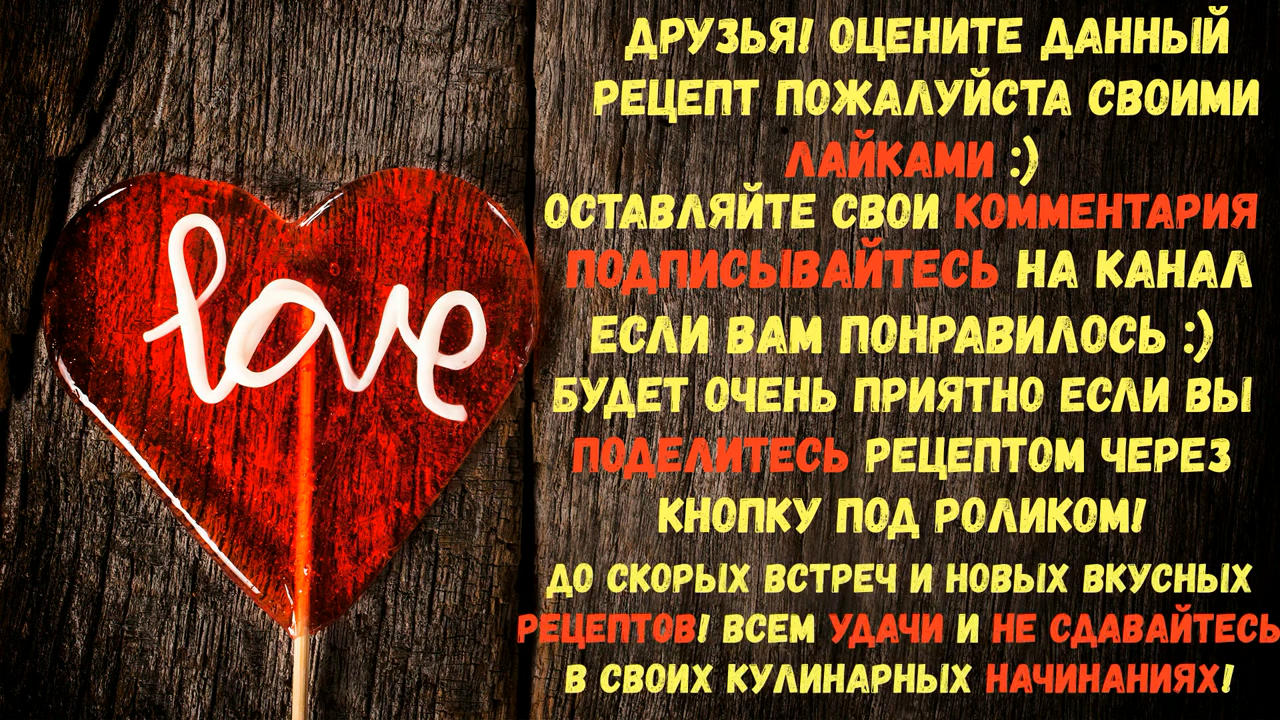 love
ДРУЗЬЯ! ОЦЕНИТЕ ДАННЫЙ
РЕЦЕПТ ПОЖАЛУЙСТА СВОИМИ
ЛАЙКАМИ :)
ОСТАВЛЯЙТЕ СВОИ КОММЕНТАРИЯ
ПОДПИСЫВАЙТЕСЬ НА КАНАЛ
ЕСЛИ ВАМ ПОНРАВИЛОСЬ :)
БУДЕТ ОЧЕНЬ ПРИЯТНО ЕСЛИ ВЫ
ПОДЕЛИТЕСЬ РЕЦЕПТОМ ЧЕРЕЗ
КНОПКУ ПОД РОЛИКОМ!
ДО СКОРЫХ ВСТРЕЧ И НОВЫХ ВКУСНЫХ
РЕЦЕПТОВ! ВСЕМ УДАЧИ И НЕ СДАВАЙТЕСЬ
В СВОИХ КУЛИНАРНЫХ НАЧИНАНИЯХ!